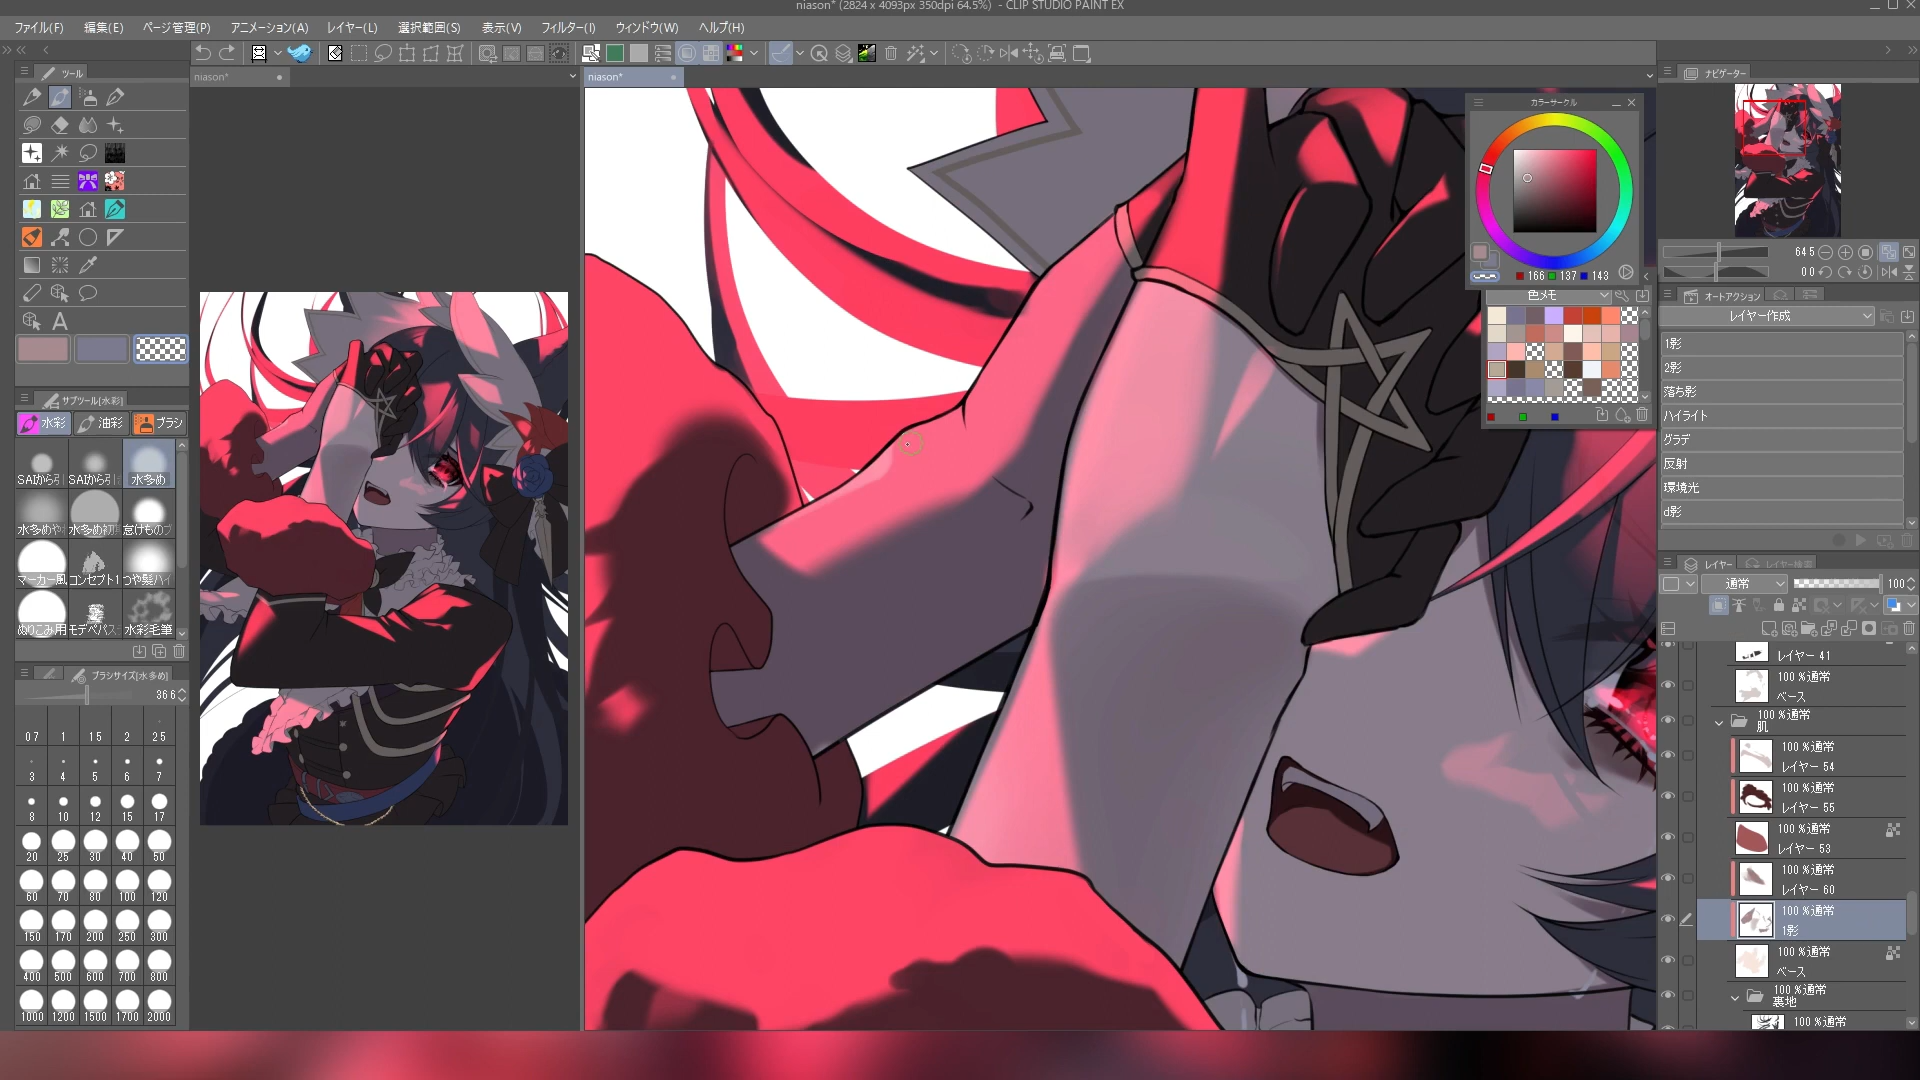 niason* (2824 x 4093px 350dpi 64.5%)  - CLIP STUDIO PAINT EX
ファイル(F) 編集(E) ページ管理(P) アニメーション(A) レイヤー(L) 選択範囲(S) 表示(V) フィルター(I) ウィンドウ(W) ヘルプ(H)
ツール
niason*
niason*
カラーサークル
ナビゲーター
166 137 143
64 5
0 0
色メモ
オートアクション
レイヤー作成
1影
2影
落ち影
ハイライト
グラデ
反射
環境光
d影
サブツール[水彩]
水彩 油彩 ブラシ
SAIから引 SAIから引 水多め
水多めや 水多め初 怠けものブ
マーカー風 コンセプト1 つや髪ハイ
ぬりこみ用 モデペパス 水彩毛筆
ブラシサイズ[水多め]
36 6
0 7 1 1 5 2 2 5
3 4 5 6 7
8 10 12 15 17
20 25 30 40 50
60 70 80 100 120
150 170 200 250 300
400 500 600 700 800
1000 1200 1500 1700 2000
レイヤー レイヤー検索
通常 100
レイヤー 41
100 %通常
ベース
100 %通常
肌
100 %通常
レイヤー 54
100 %通常
レイヤー 55
100 %通常
レイヤー 53
100 %通常
レイヤー 60
100 %通常
1影
100 %通常
ベース
100 %通常
裏地
100 %通常